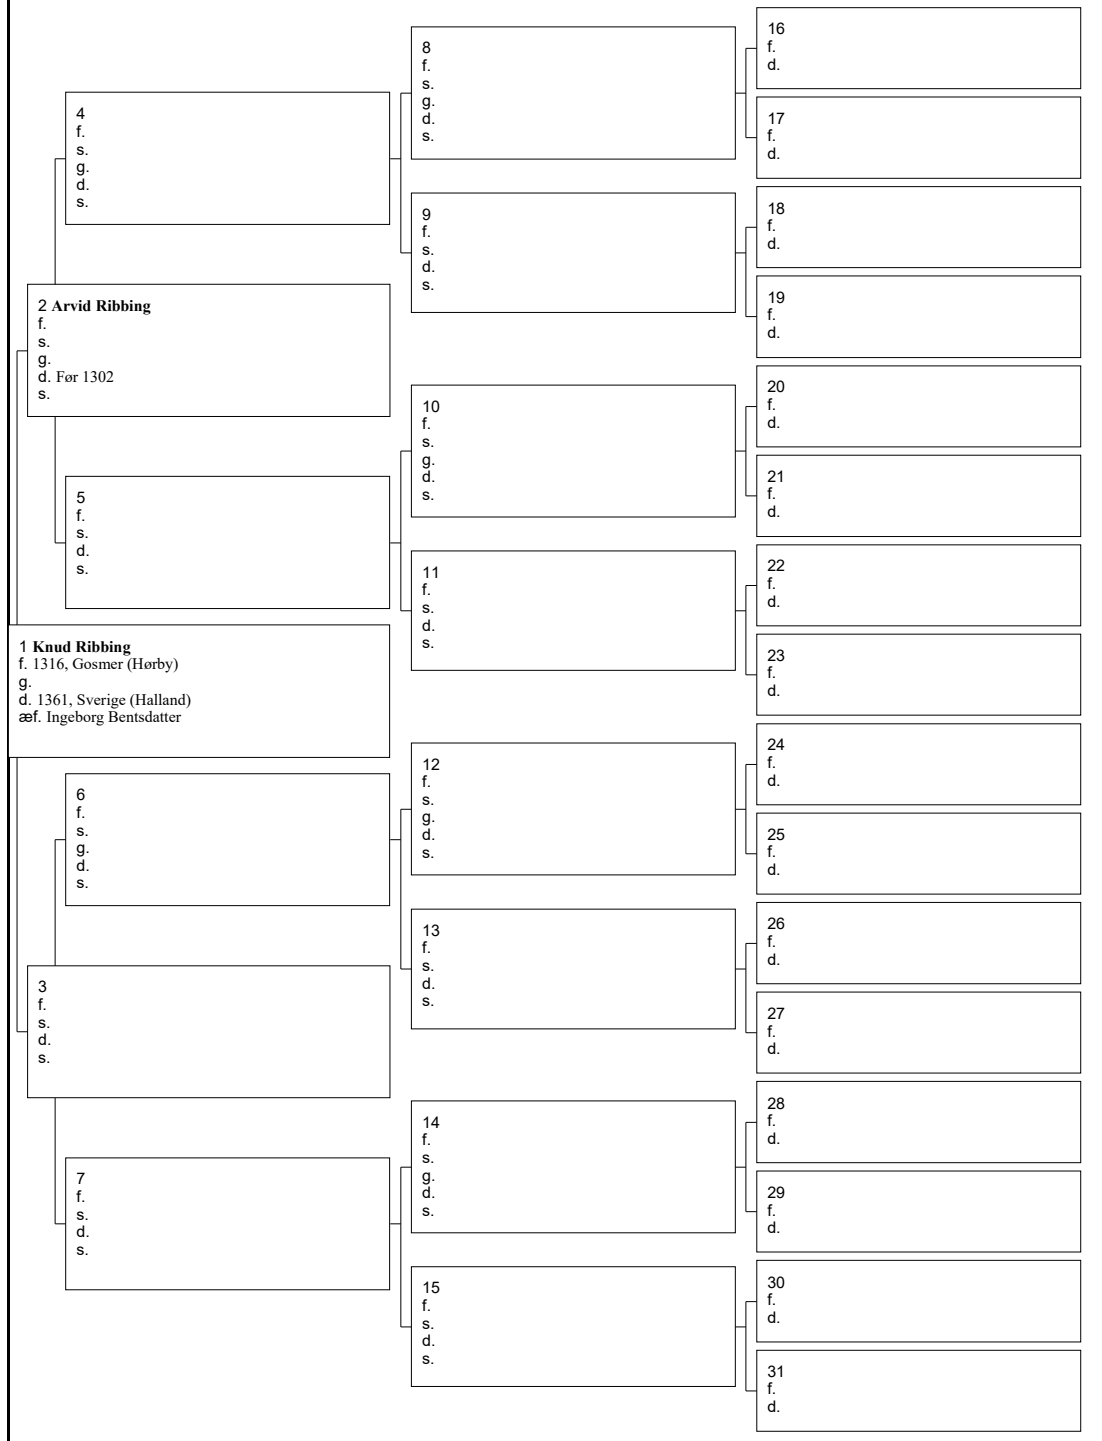 16
f.
d.
8
f.
s.
g.
d.
s.
17
f.
d.
4
f.
s.
g.
d.
s.
18
f.
d.
9
f.
s.
d.
s.
19
f.
d.
2 Arvid Ribbing
f.
s.
g.
d. Før 1302
s.
20
f.
d.
10
f.
s.
g.
d.
s.
21
f.
d.
5
f.
s.
d.
s.
22
f.
d.
11
f.
s.
d.
s.
23
f.
d.
1 Knud Ribbing
f. 1316, Gosmer (Hørby)
g.
d. 1361, Sverige (Halland)
æf. Ingeborg Bentsdatter
24
f.
d.
12
f.
s.
g.
d.
s.
6
f.
s.
g.
d.
s.
25
f.
d.
26
f.
d.
13
f.
s.
d.
s.
3
f.
s.
d.
s.
27
f.
d.
28
f.
d.
14
f.
s.
g.
d.
s.
7
f.
s.
d.
s.
29
f.
d.
30
f.
d.
15
f.
s.
d.
s.
31
f.
d.